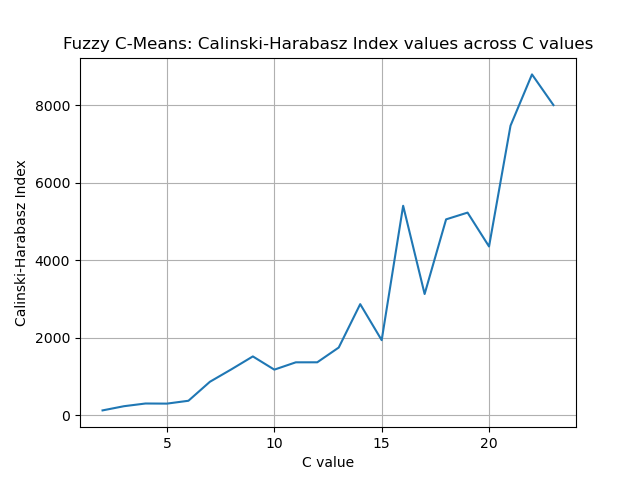 Fuzzy C-Means: Calinski-Harabasz Index values across C values
Calinski-Harabasz Index
8000
6000
4000
2000
0
5 10 15 20
C value